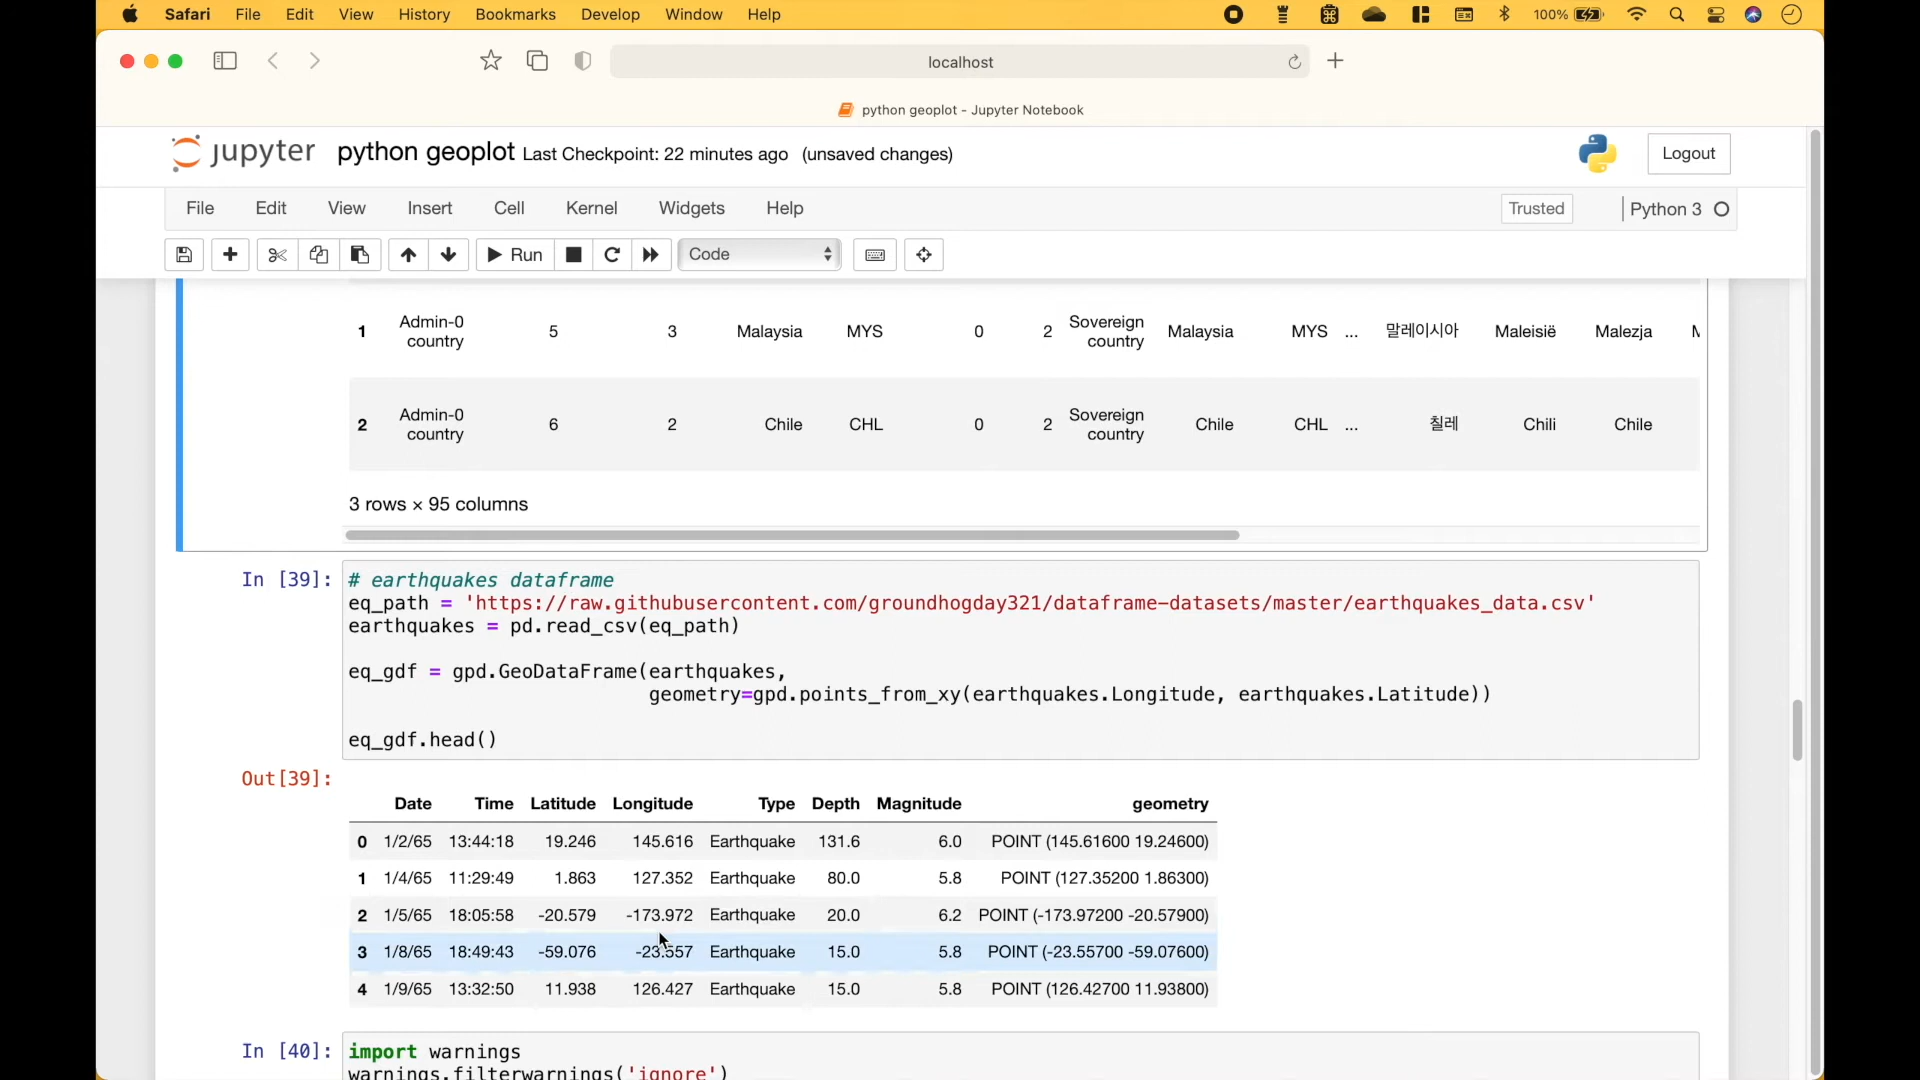 Safari File Edit View History Bookmarks Develop Window Help 100%
localhost
python geoplot - Jupyter Notebook
jupyter python geoplot Last Checkpoint: 22 minutes ago (unsaved changes) Logout
File Edit View Insert Cell Kernel Widgets Help Trusted Python 3
Run Code
1 Admin-0 country 5 3 Malaysia MYS 0 2 Sovereign country Malaysia MYS ... 말레이시아 Maleisië Malezja
2 Admin-0 country 6 2 Chile CHL 0 2 Sovereign country Chile CHL ... 칠레 Chili Chile
3 rows × 95 columns
In [39]: # earthquakes dataframe
eq_path = 'https://raw.githubusercontent.com/groundhogday321/dataframe-datasets/master/earthquakes_data.csv'
earthquakes = pd.read_csv(eq_path)
eq_gdf = gpd.GeoDataFrame(earthquakes,
geometry=gpd.points_from_xy(earthquakes.Longitude, earthquakes.Latitude))
eq_gdf.head()
Out[39]:
Date Time Latitude Longitude Type Depth Magnitude geometry
0 1/2/65 13:44:18 19.246 145.616 Earthquake 131.6 6.0 POINT (145.61600 19.24600)
1 1/4/65 11:29:49 1.863 127.352 Earthquake 80.0 5.8 POINT (127.35200 1.86300)
2 1/5/65 18:05:58 -20.579 -173.972 Earthquake 20.0 6.2 POINT (-173.97200 -20.57900)
3 1/8/65 18:49:43 -59.076 -23.557 Earthquake 15.0 5.8 POINT (-23.55700 -59.07600)
4 1/9/65 13:32:50 11.938 126.427 Earthquake 15.0 5.8 POINT (126.42700 11.93800)
In [40]: import warnings
warnings.filterwarnings('ignore')